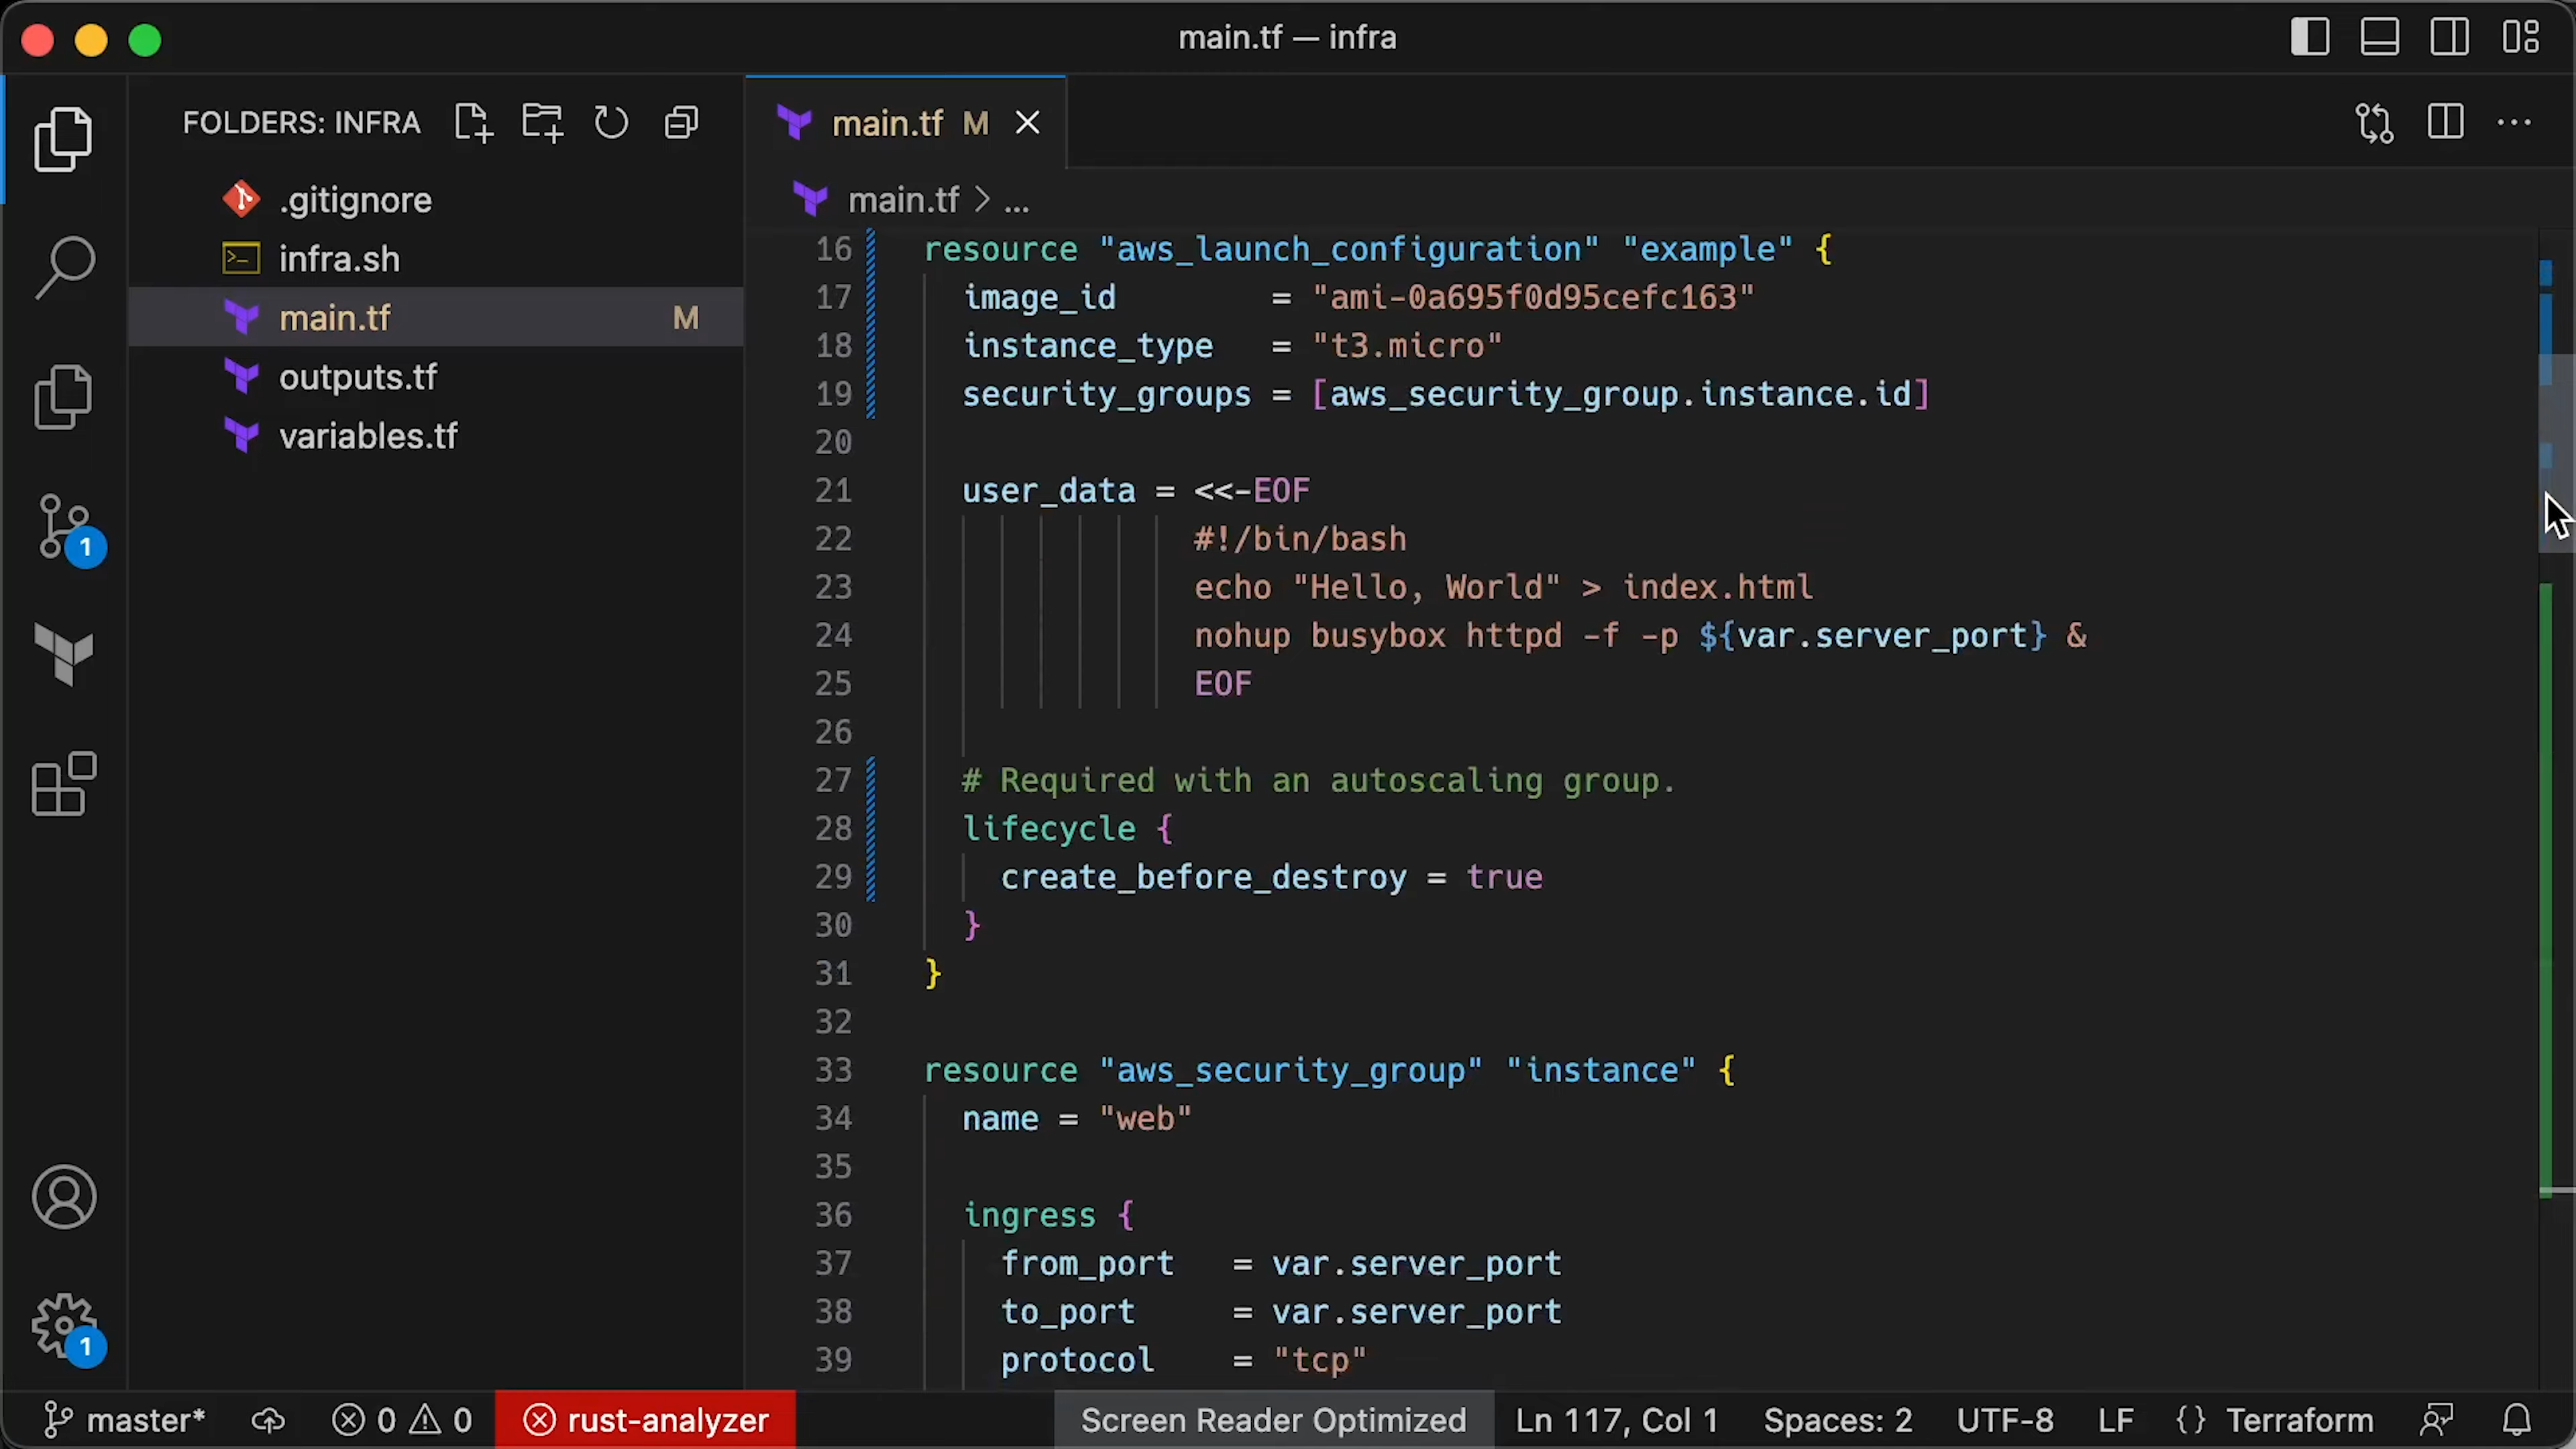 main.tf — infra
FOLDERS: INFRA
.gitignore
infra.sh
main.tf M
outputs.tf
variables.tf
1
1
main.tf M
main.tf > ...
16 resource "aws_launch_configuration" "example" {
17 image_id = "ami-0a695f0d95cefc163"
18 instance_type = "t3.micro"
19 security_groups = [aws_security_group.instance.id]
20
21 user_data = <<-EOF
22 #!/bin/bash
23 echo "Hello, World" > index.html
24 nohup busybox httpd -f -p ${var.server_port} &
25 EOF
26
27 # Required with an autoscaling group.
28 lifecycle {
29 create_before_destroy = true
30 }
31 }
32
33 resource "aws_security_group" "instance" {
34 name = "web"
35
36 ingress {
37 from_port = var.server_port
38 to_port = var.server_port
39 protocol = "tcp"
master* 0 0 rust-analyzer Screen Reader Optimized Ln 117, Col 1 Spaces: 2 UTF-8 LF {} Terraform